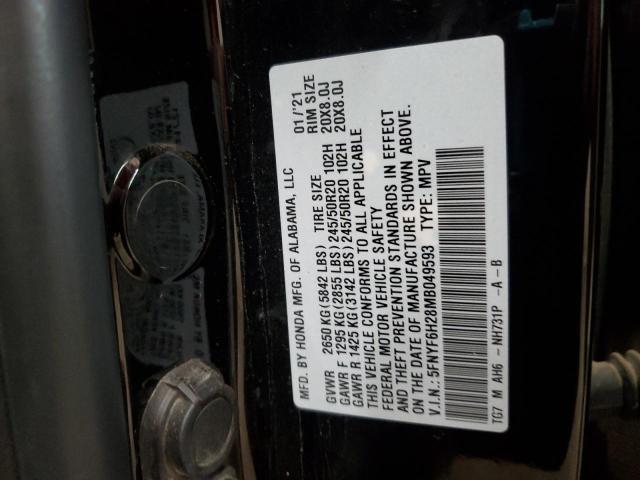 MFD. BY HONDA MFG. OF ALABAMA, LLC 01/'21
GVWR 2650 KG (5842 LBS) TIRE SIZE RIM SIZE
GAWR F 1295 KG (2855 LBS) 245/50R20 102H 20X8.0J
GAWR R 1425 KG (3142 LBS) 245/50R20 102H 20X8.0J
THIS VEHICLE CONFORMS TO ALL APPLICABLE
FEDERAL MOTOR VEHICLE SAFETY
AND THEFT PREVENTION STANDARDS IN EFFECT
ON THE DATE OF MANUFACTURE SHOWN ABOVE.
V.I.N.: 5FNYF6H28MB049593 TYPE: MPV
TG7 M AH6 -NH731P -A -B